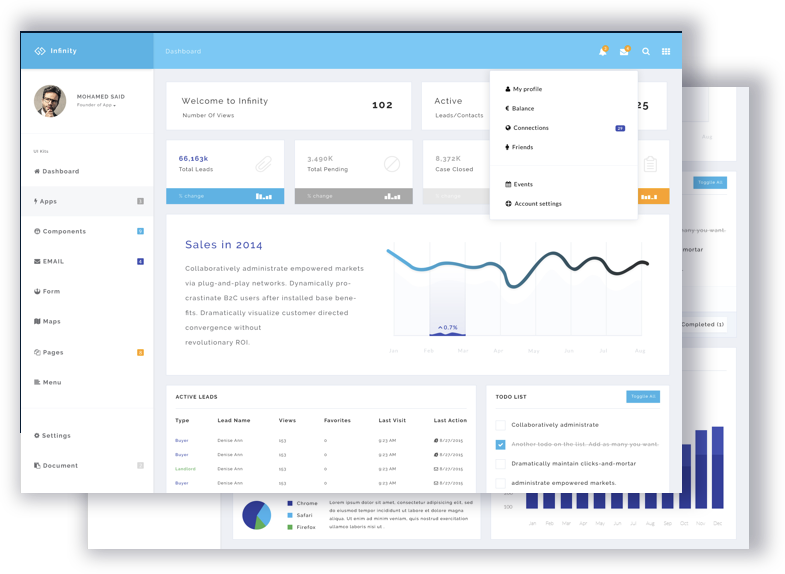 Infinity
Dashboard
MOHAMED SAID
Founder of App
UI Kits
Dashboard
Apps
Components
EMAIL
Form
Maps
Pages
Menu
Settings
Document
Welcome to Infinity
Number Of Views
102
Active
Leads/Contacts
25
My profile
Balance
Connections
19
Friends
Events
Account settings
66,163k
Total Leads
% change
3,490K
Total Pending
% change
8,372K
Case Closed
Sales in 2014
Collaboratively administrate empowered markets
via plug-and-play networks. Dynamically pro-
crastinate B2C users after installed base bene-
fits. Dramatically visualize customer directed
convergence without
revolutionary ROI.
0.7%
Jan Feb Mar Apr May Jun Jul Aug
ACTIVE LEADS
Type Lead Name Views Favorites Last Visit Last Action
Buyer Denise Ann 153 0 9:23 AM 8/27/2015
Buyer Denise Ann 153 0 9:23 AM 8/27/2015
Landlord Denise Ann 153 0 9:23 AM 8/27/2015
Buyer Denise Ann 153 0 9:23 AM 8/27/2015
TODO LIST
Toggle All
Collaboratively administrate
Another todo on the list. Add as many you want.
Dramatically maintain clicks-and-mortar
administrate empowered markets.
Aug
Toggle All
many you want.
mortar
Completed (1)
Chrome
Safari
FireFox
Lorem ipsum dolor sit amet, consectetur adipisicing elit, sed
do eiusmod tempor incididunt ut labore et dolore magna
aliqua. Ut enim ad minim veniam, quis nostrud exercitation
ullamco laboris nisi ut.
100
Jan Feb Mar Apr May Jun Jul Aug Sep Oct Nov Dec